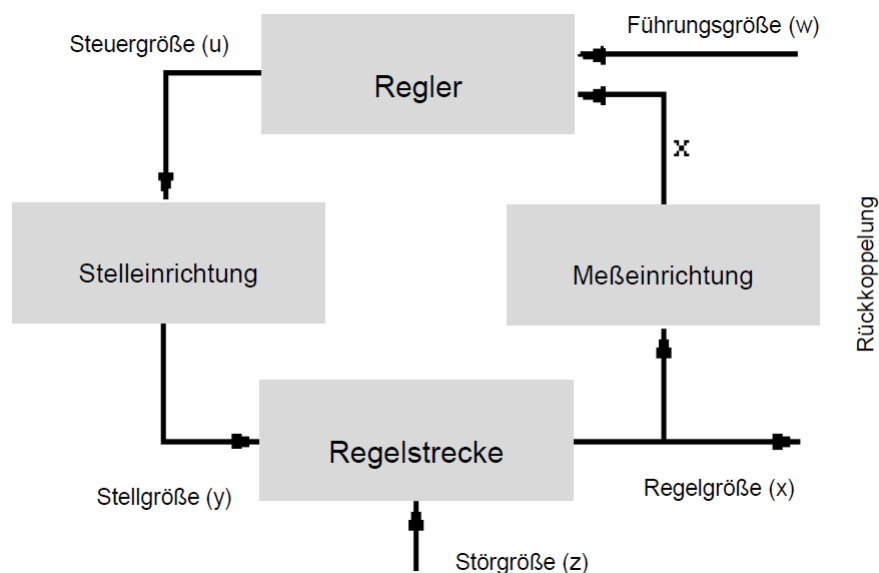 Steuergröße (u)
Führungsgröße (w)
Regler
x
Stelleinrichtung
Meßeinrichtung
Rückkoppelung
Regelstrecke
Stellgröße (y)
Regelgröße (x)
Störgröße (z)